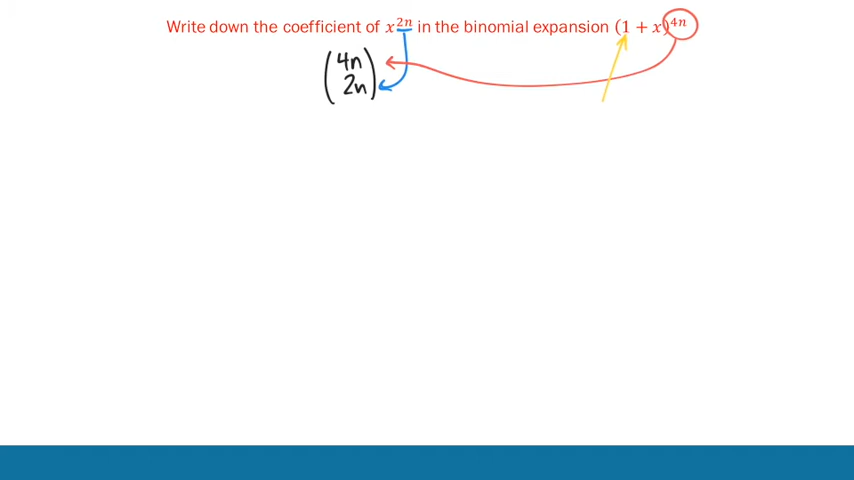 Write down the coefficient of x^{2n} in the binomial expansion (1 + x)^{4n}
(4n
2n)